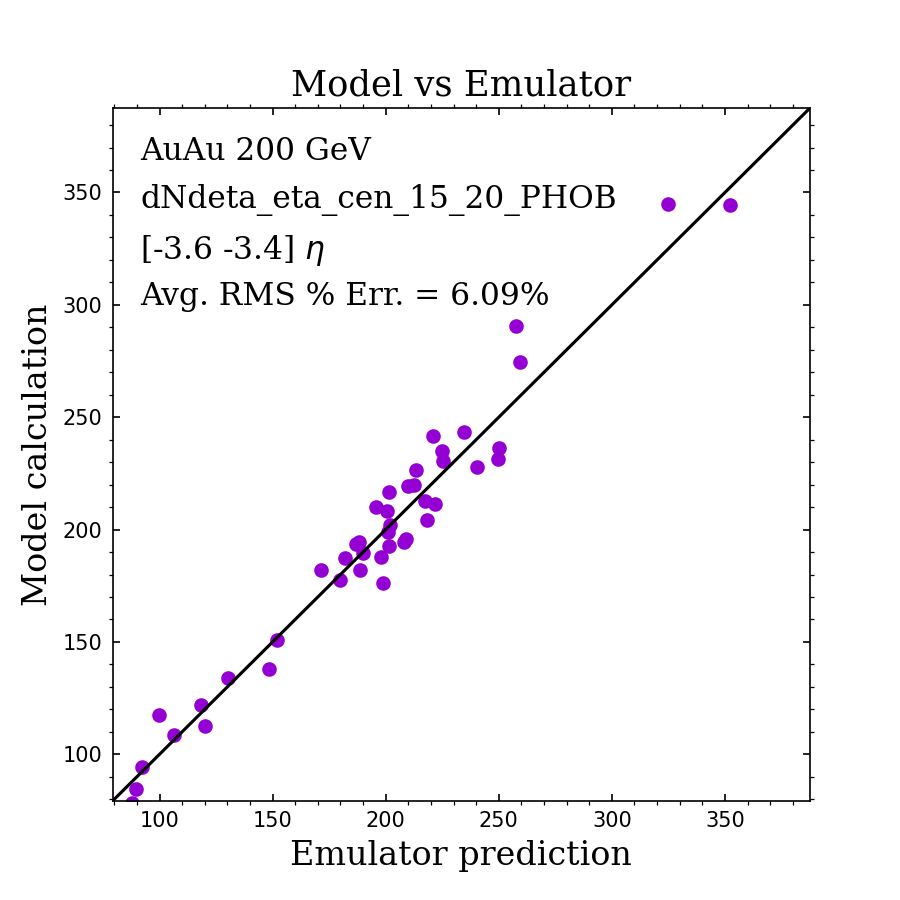 Model vs Emulator
AuAu 200 GeV
dNdeta_eta_cen_15_20_PHOB
[-3.6 -3.4] η
Avg. RMS % Err. = 6.09%
Model calculation
350
300
250
200
150
100
100 150 200 250 300 350
Emulator prediction